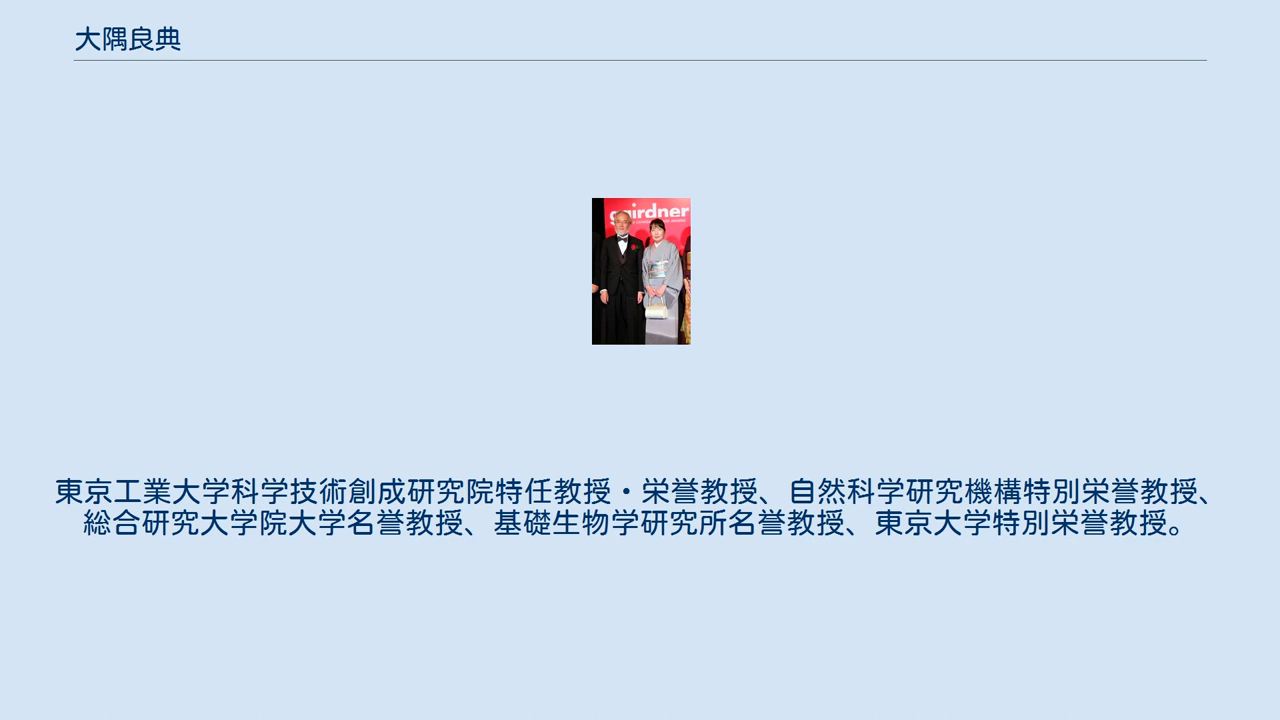 大隅良典
gairdner
東京工業大学科学技術創成研究院特任教授・栄誉教授、自然科学研究機構特別栄誉教授、
総合研究大学院大学名誉教授、基礎生物学研究所名誉教授、東京大学特別栄誉教授。